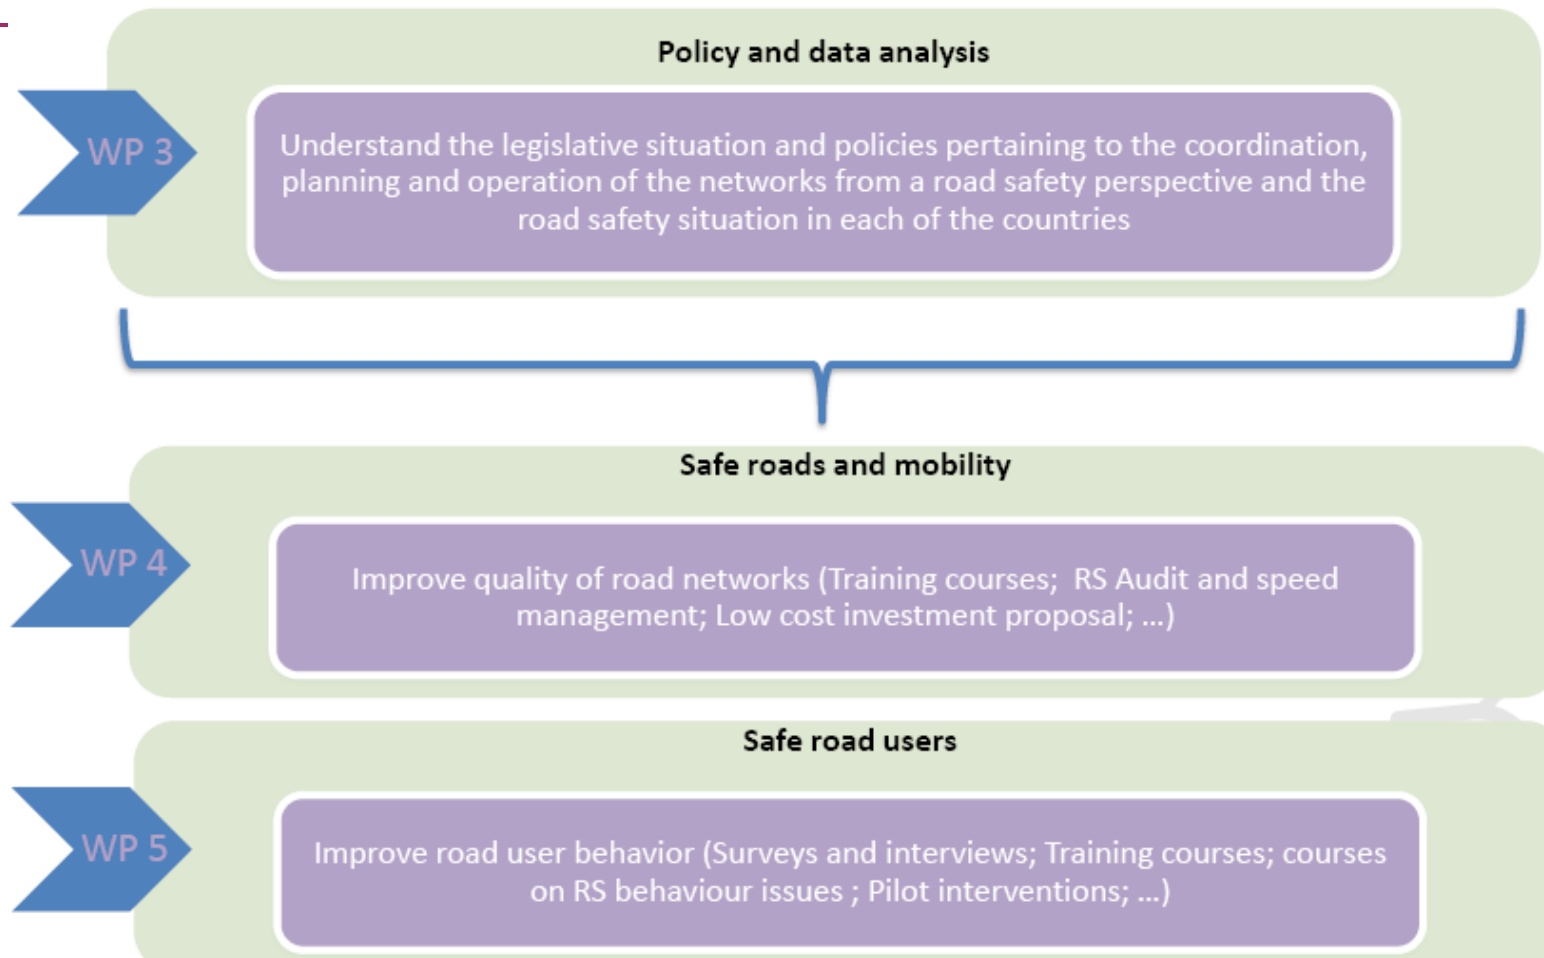 Policy and data analysis
WP 3
Understand the legislative situation and policies pertaining to the coordination,
planning and operation of the networks from a road safety perspective and the
road safety situation in each of the countries
Safe roads and mobility
WP 4
Improve quality of road networks (Training courses;  RS Audit and speed
management; Low cost investment proposal; ...)
Safe road users
WP 5
Improve road user behavior (Surveys and interviews; Training courses; courses
on RS behaviour issues ; Pilot interventions; ...)